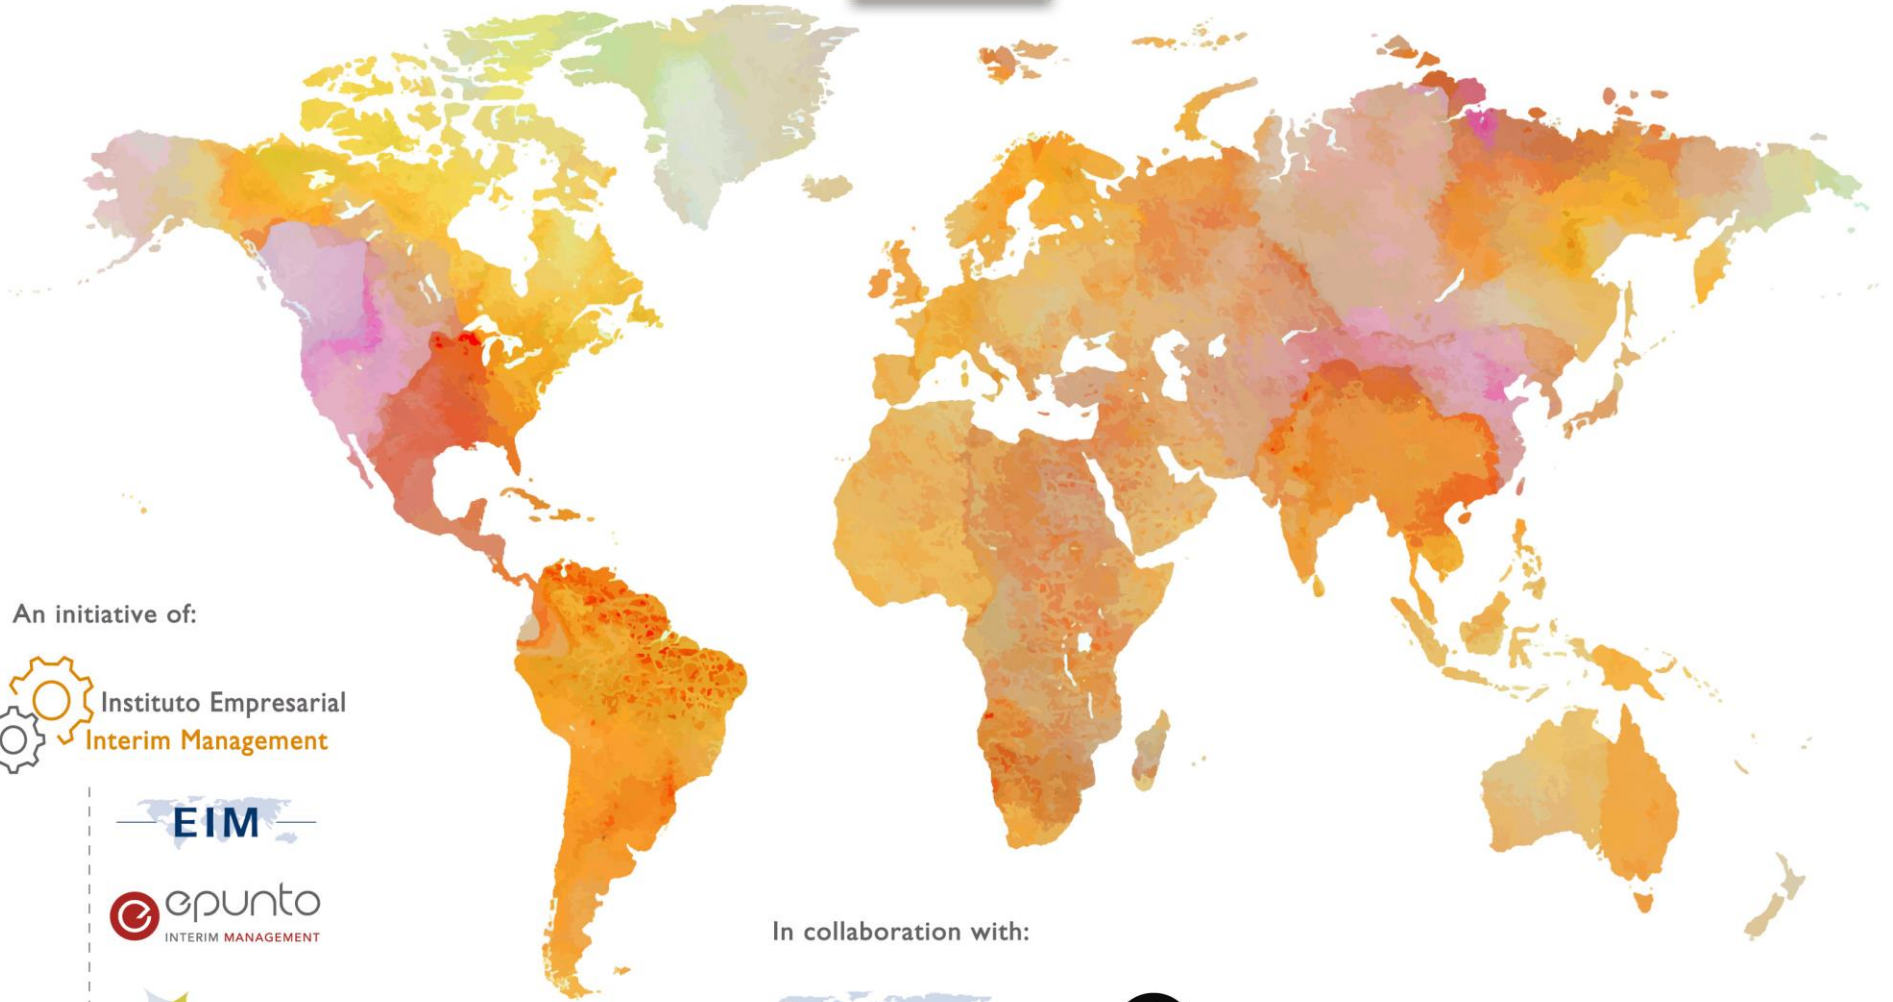 An initiative of:
Instituto Empresarial
Interim Management
EIM
epunto
INTERIM MANAGEMENT
In collaboration with: